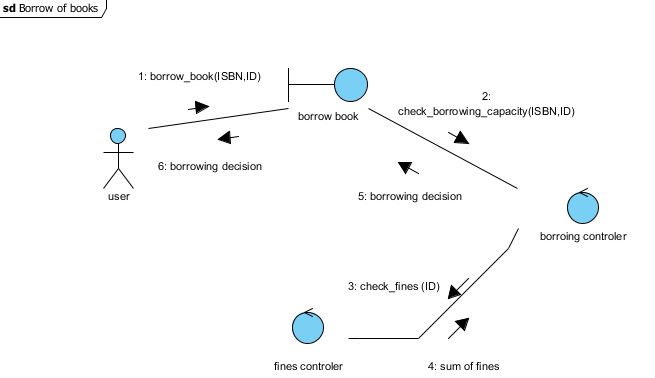 sd Borrow of books
1: borrow_book(ISBN,ID)
2:
check_borrowing_capacity(ISBN,ID)
borrow book
6: borrowing decision
user
5: borrowing decision
borroing controler
3: check_fines (ID)
fines controler
4: sum of fines